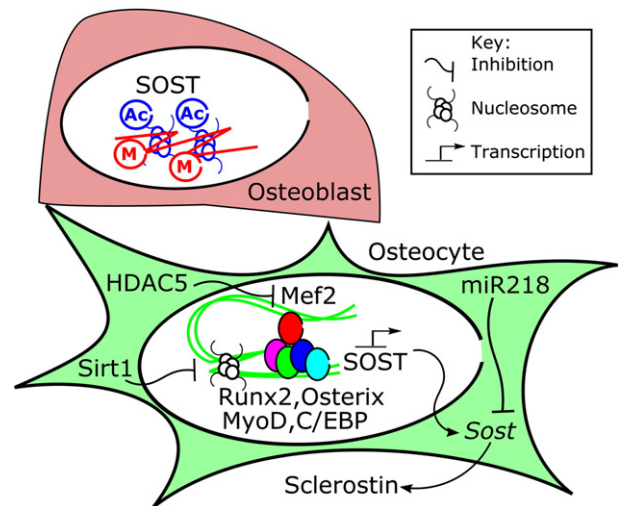 SOST
Ac Ac
M M
Osteoblast
Key:
Inhibition
Nucleosome
Transcription
Osteocyte
HDAC5
Mef2
miR218
Sirt1
SOST
Runx2,Osterix
MyoD,C/EBP
Sost
Sclerostin